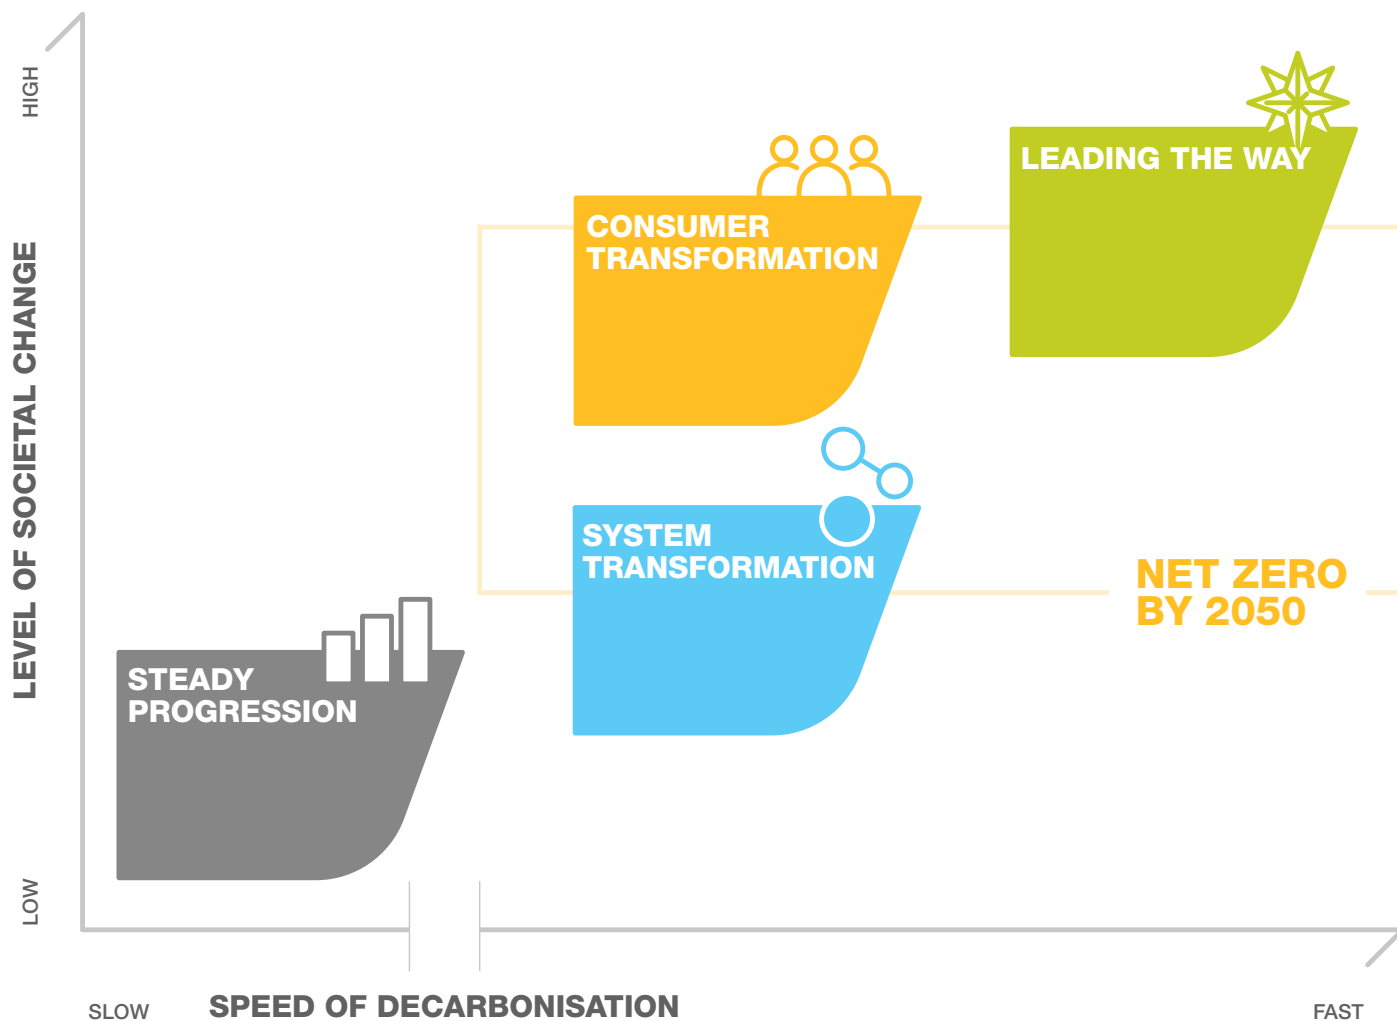 HIGH
LEVEL OF SOCIETAL CHANGE
LOW
LEADING THE WAY
CONSUMER
TRANSFORMATION
SYSTEM
TRANSFORMATION
NET ZERO
BY 2050
STEADY
PROGRESSION
SLOW
SPEED OF DECARBONISATION
FAST